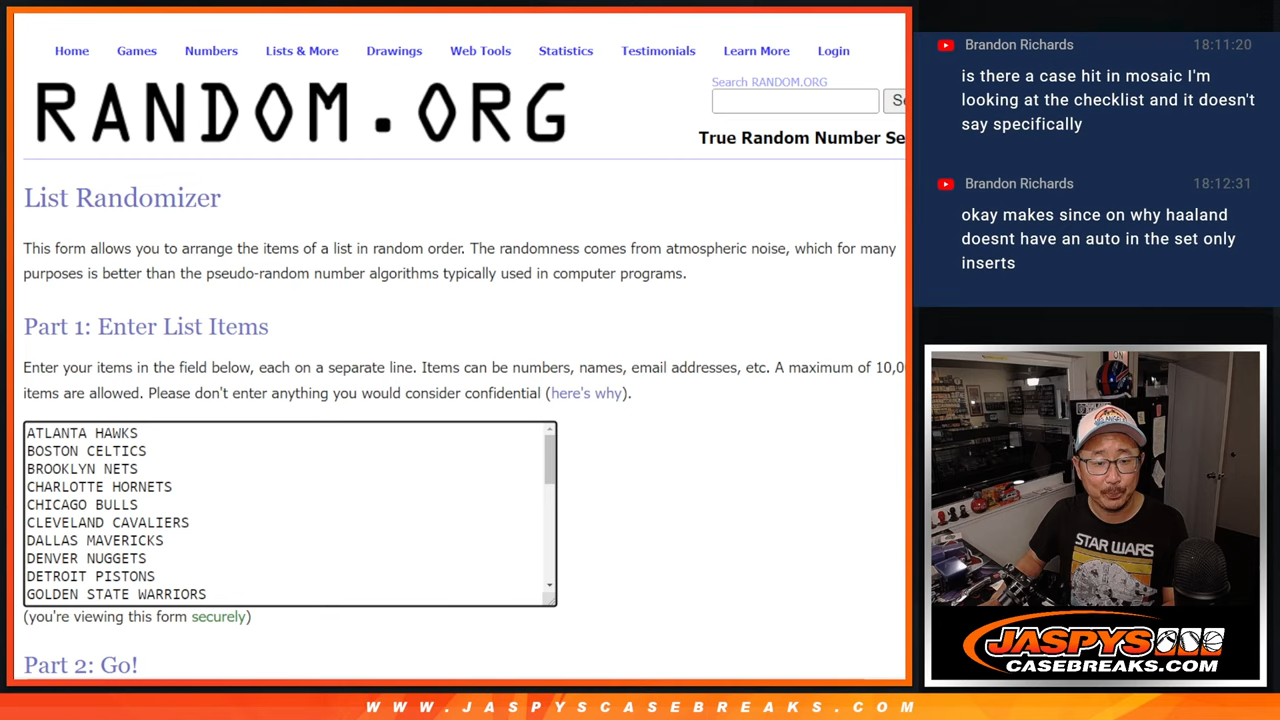 Home Games Numbers Lists & More Drawings Web Tools Statistics Testimonials Learn More Login
RANDOM.ORG
Search RANDOM.ORG
True Random Number Se
List Randomizer
This form allows you to arrange the items of a list in random order. The randomness comes from atmospheric noise, which for many
purposes is better than the pseudo-random number algorithms typically used in computer programs.
Part 1: Enter List Items
Enter your items in the field below, each on a separate line. Items can be numbers, names, email addresses, etc. A maximum of 10,0
items are allowed. Please don't enter anything you would consider confidential (here's why).
ATLANTA HAWKS
BOSTON CELTICS
BROOKLYN NETS
CHARLOTTE HORNETS
CHICAGO BULLS
CLEVELAND CAVALIERS
DALLAS MAVERICKS
DENVER NUGGETS
DETROIT PISTONS
GOLDEN STATE WARRIORS
(you're viewing this form securely)
Part 2: Go!
Brandon Richards 18:11:20
is there a case hit in mosaic I'm
looking at the checklist and it doesn't
say specifically
Brandon Richards 18:12:31
okay makes since on why haaland
doesnt have an auto in the set only
inserts
STAR WARS
JASPYS
CASEBREAKS.COM
WWW.JASPYSCASEBREAKS.COM